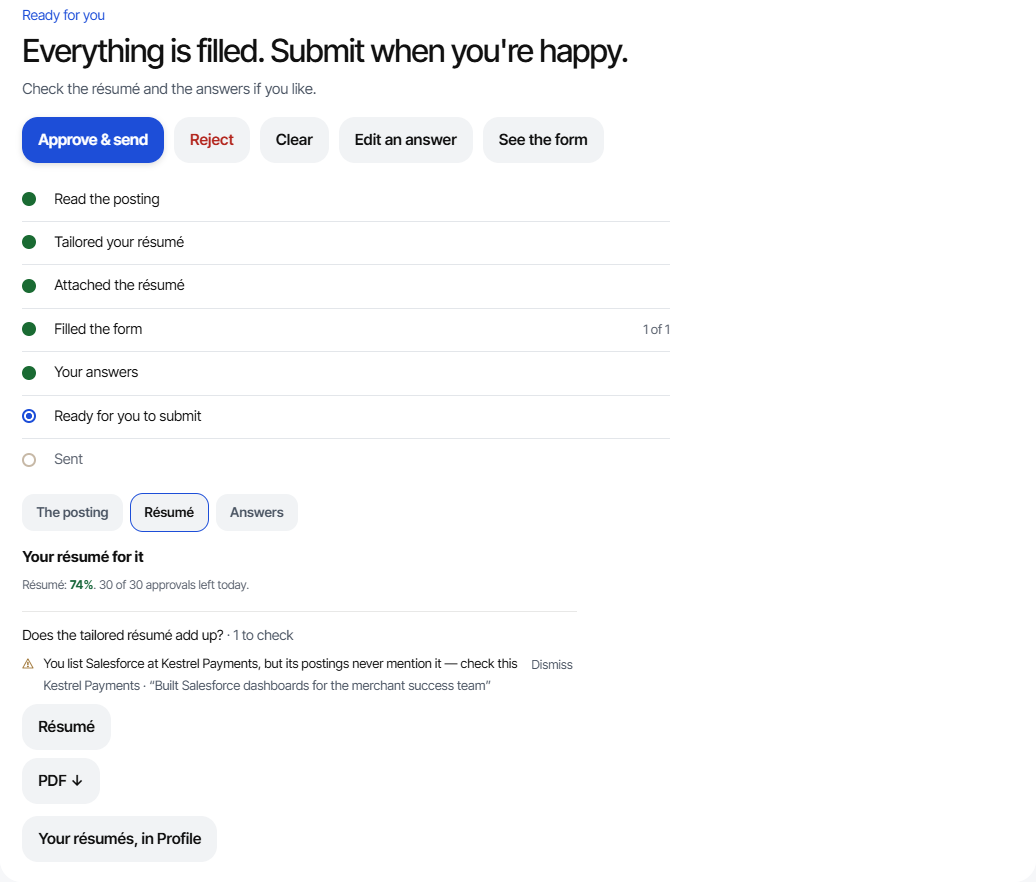 Ready for you
Everything is filled. Submit when you're happy.
Check the résumé and the answers if you like.
Approve & send
Reject
Clear
Edit an answer
See the form
Read the posting
Tailored your résumé
Attached the résumé
Filled the form
1 of 1
Your answers
Ready for you to submit
Sent
The posting
Résumé
Answers
Your résumé for it
Résumé: 74%. 30 of 30 approvals left today.
Does the tailored résumé add up? · 1 to check
You list Salesforce at Kestrel Payments, but its postings never mention it — check this
Dismiss
Kestrel Payments · “Built Salesforce dashboards for the merchant success team”
Résumé
PDF ↓
Your résumés, in Profile